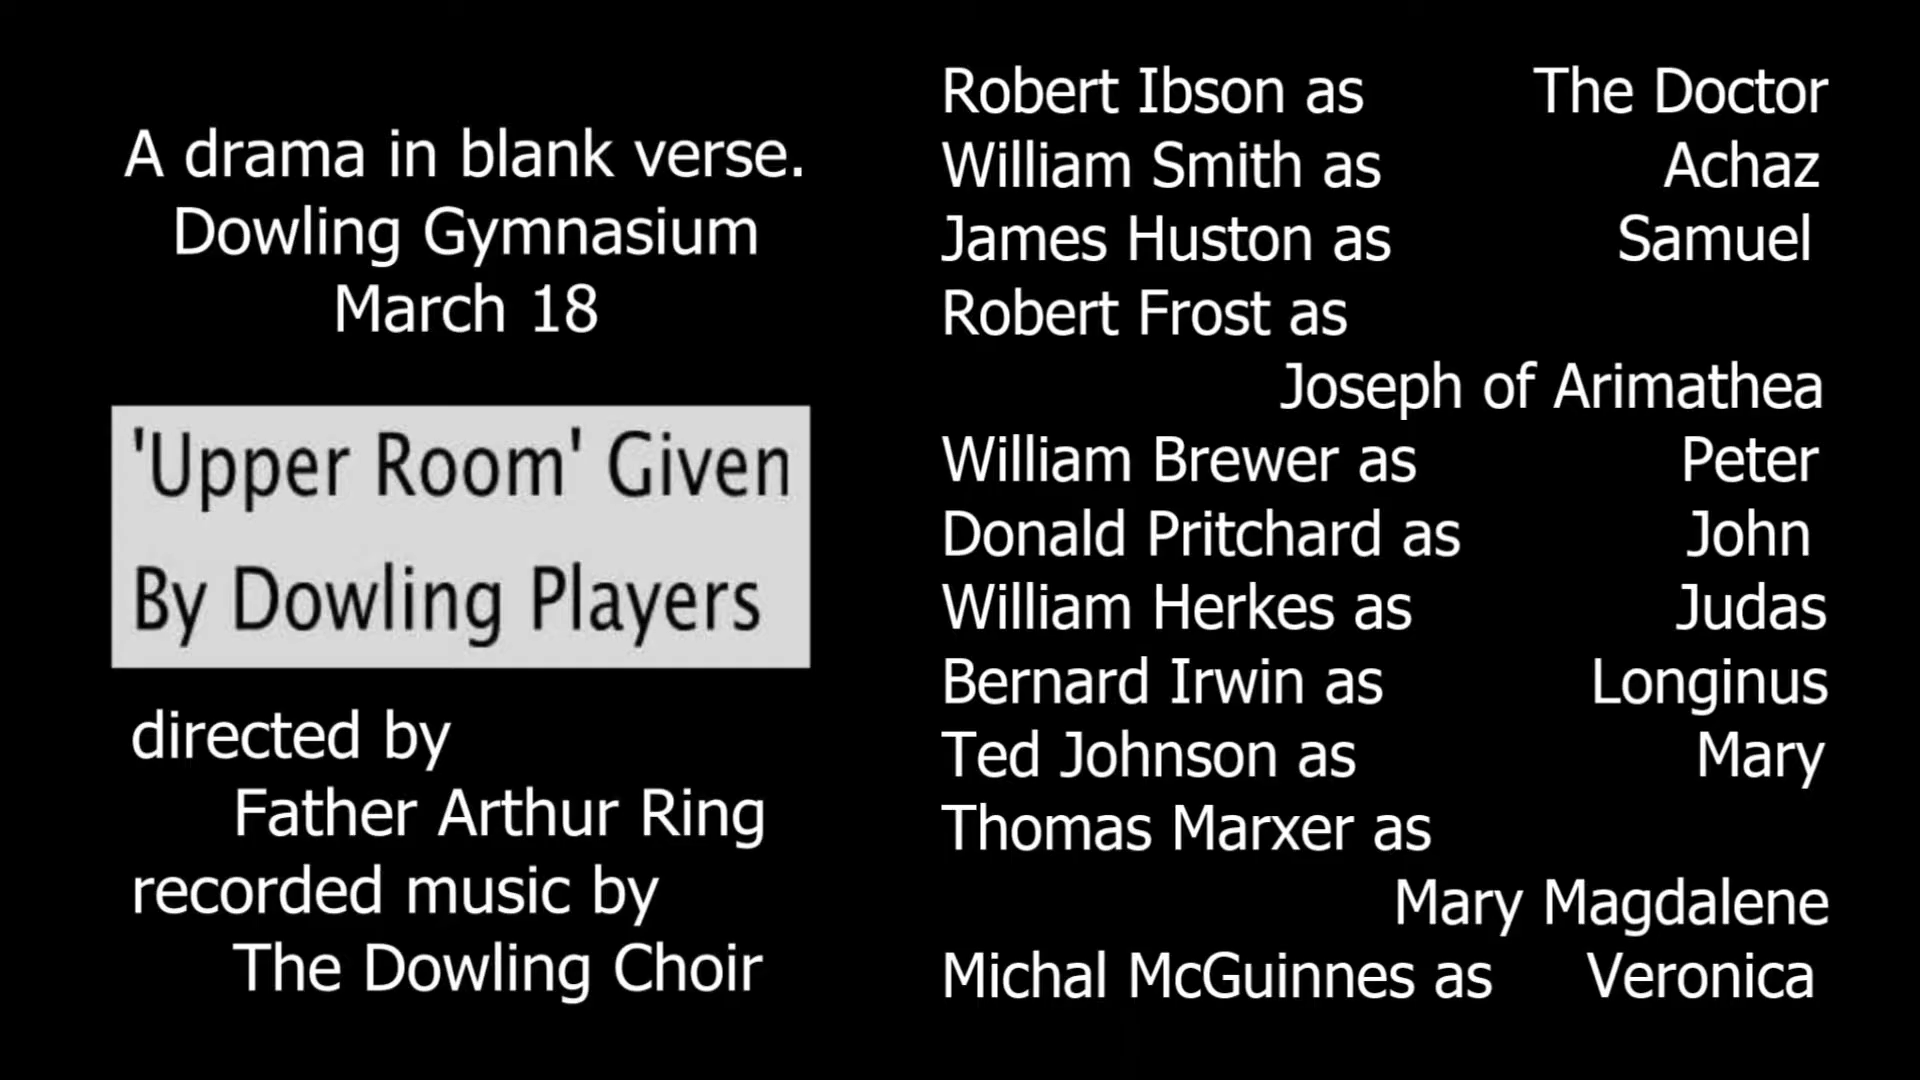 A drama in blank verse.
Dowling Gymnasium
March 18
'Upper Room' Given
By Dowling Players
directed by
Father Arthur Ring
recorded music by
The Dowling Choir
Robert Ibson as The Doctor
William Smith as Achaz
James Huston as Samuel
Robert Frost as
Joseph of Arimathea
William Brewer as Peter
Donald Pritchard as John
William Herkes as Judas
Bernard Irwin as Longinus
Ted Johnson as Mary
Thomas Marxer as
Mary Magdalene
Michal McGuinnes as Veronica